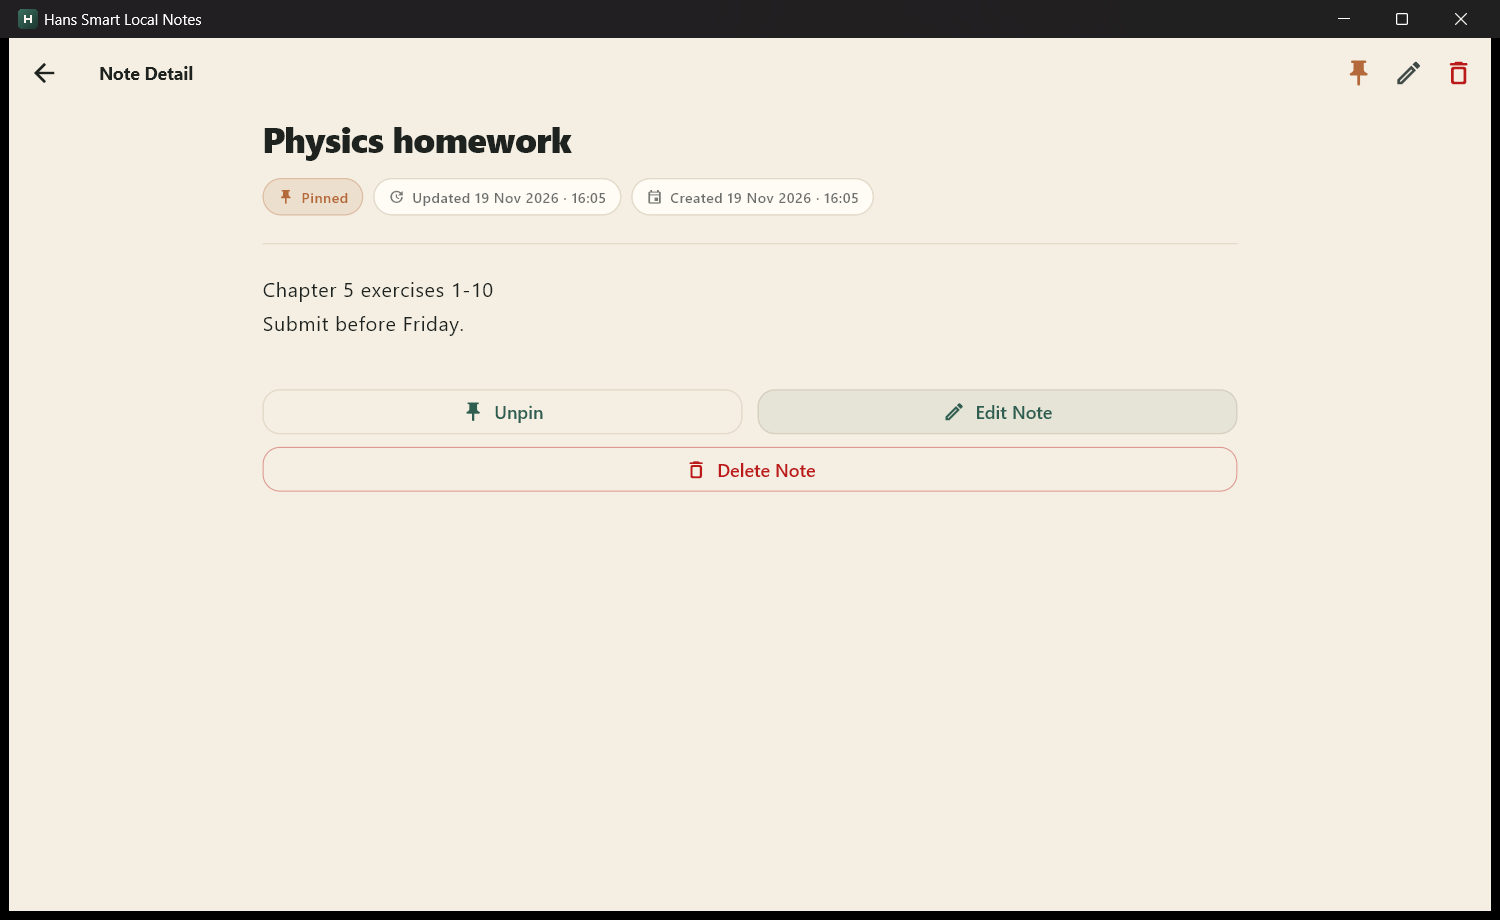 H Hans Smart Local Notes
Note Detail
Physics homework
Pinned
Updated 19 Nov 2026 · 16:05
Created 19 Nov 2026 · 16:05
Chapter 5 exercises 1-10
Submit before Friday.
Unpin
Edit Note
Delete Note